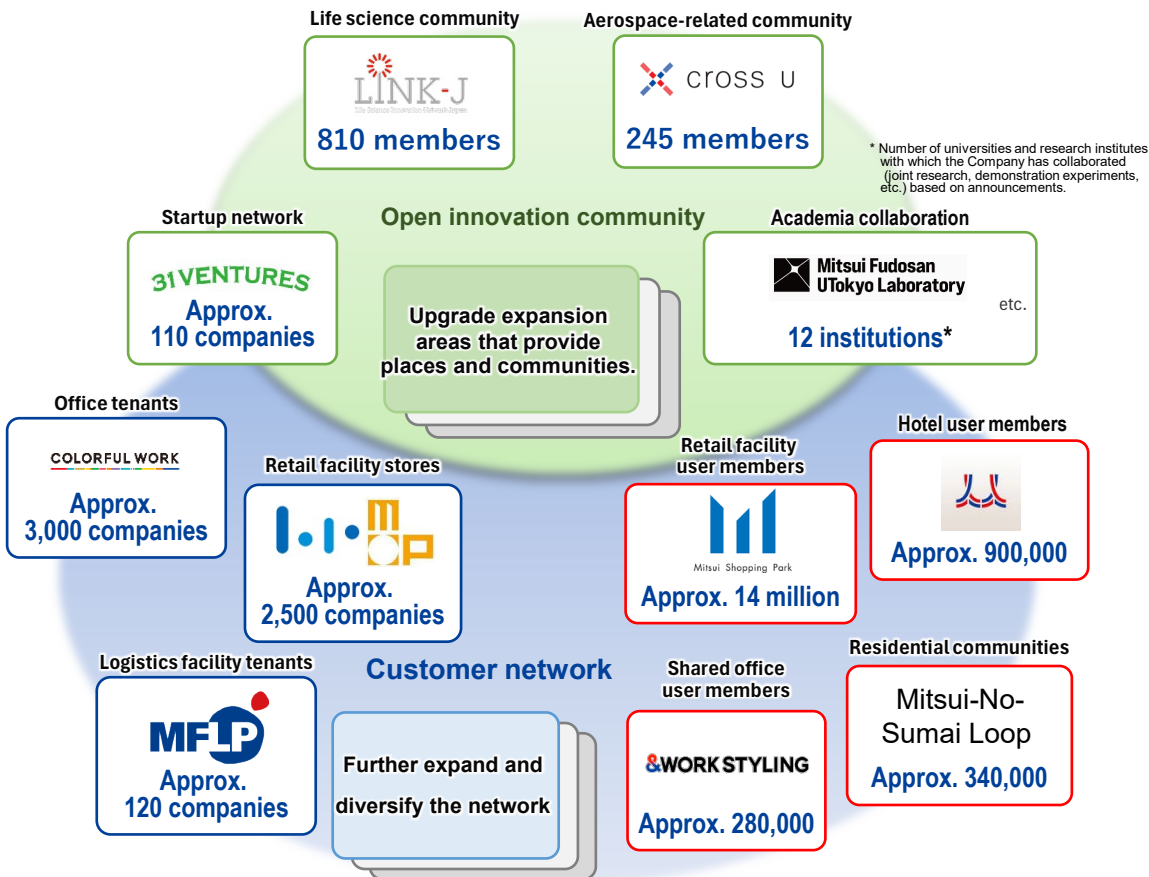 Life science community
LINK-J
Life Science Innovation Network Japan
810 members
Aerospace-related community
cross U
245 members
* Number of universities and research institutes
with which the Company has collaborated
(joint research, demonstration experiments,
etc.) based on announcements.
Startup network
31VENTURES
Approx.
110 companies
Open innovation community
Upgrade expansion
areas that provide
places and communities.
Academia collaboration
Mitsui Fudosan
UTokyo Laboratory
etc.
12 institutions*
Office tenants
COLORFUL WORK
Approx.
3,000 companies
Retail facility stores
mop
Approx.
2,500 companies
Retail facility
user members
Mitsui Shopping Park
Approx. 14 million
Hotel user members
Approx. 900,000
Logistics facility tenants
MFLP
Approx.
120 companies
Customer network
Further expand and
diversify the network
Shared office
user members
&WORK STYLING
Approx. 280,000
Residential communities
Mitsui-No-
Sumai Loop
Approx. 340,000